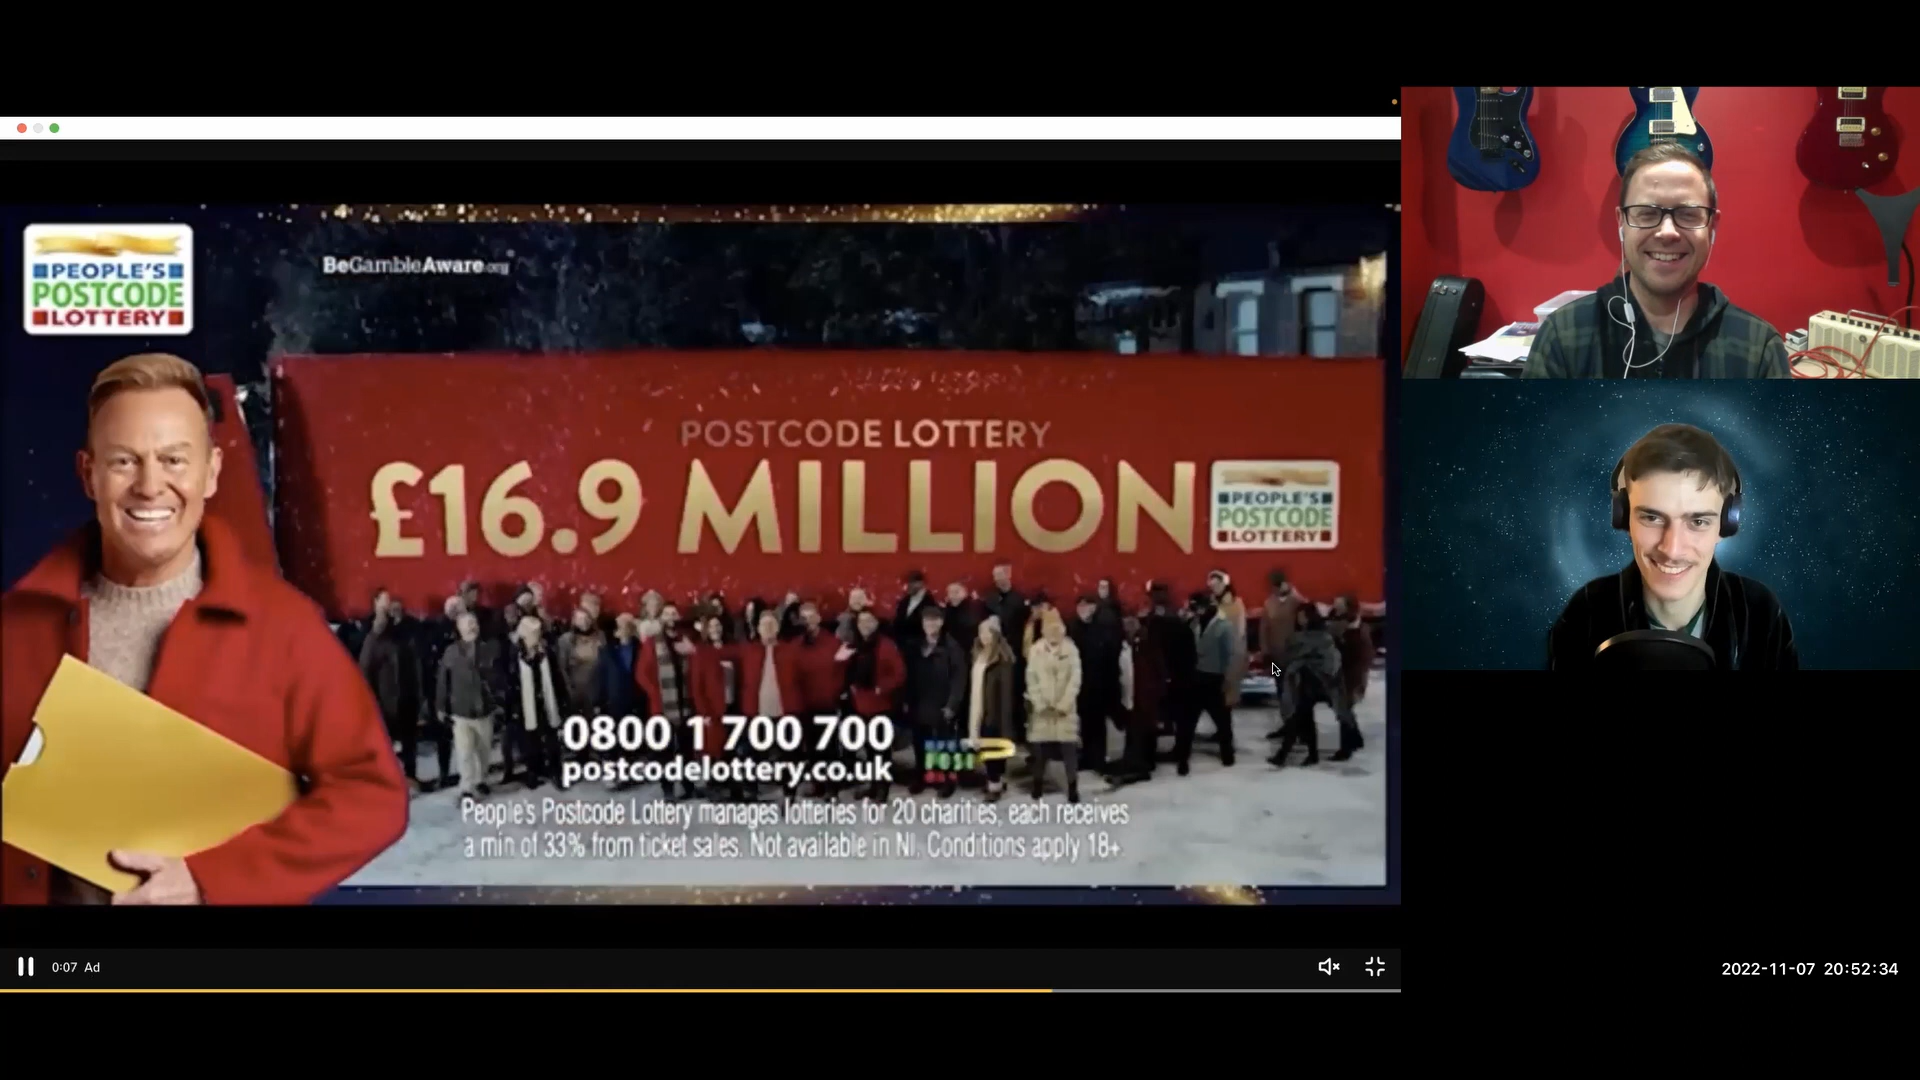 PEOPLE'S
POSTCODE
LOTTERY
BeGambleAware.org
POSTCODE LOTTERY
£16.9 MILLION
PEOPLE'S
POSTCODE
LOTTERY
0800 1 700 700
postcodelottery.co.uk
People's Postcode Lottery manages lotteries for 20 charities, each receives
a min of 33% from ticket sales. Not available in NI. Conditions apply 18+.
0:07 Ad
2022-11-07 20:52:34